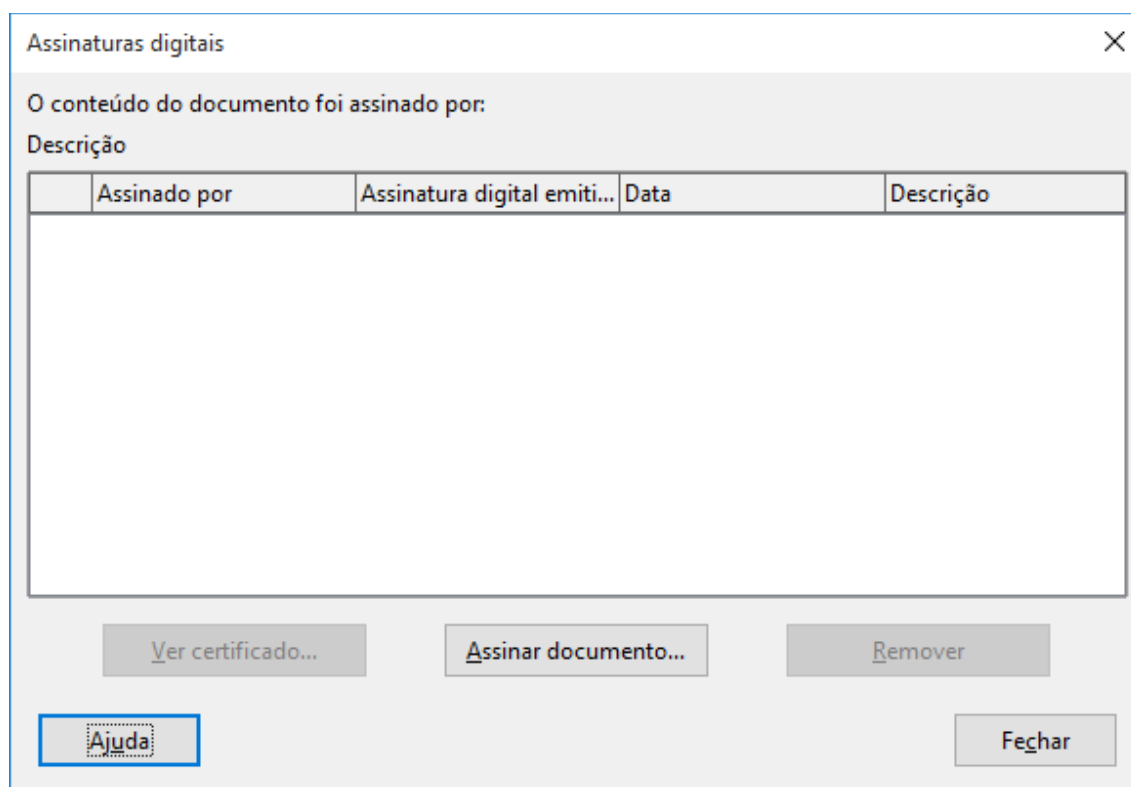 Assinaturas digitais
O conteúdo do documento foi assinado por:
Descrição
Assinado por Assinatura digital emiti... Data Descrição
Ver certificado... Assinar documento... Remover
Ajuda Fechar